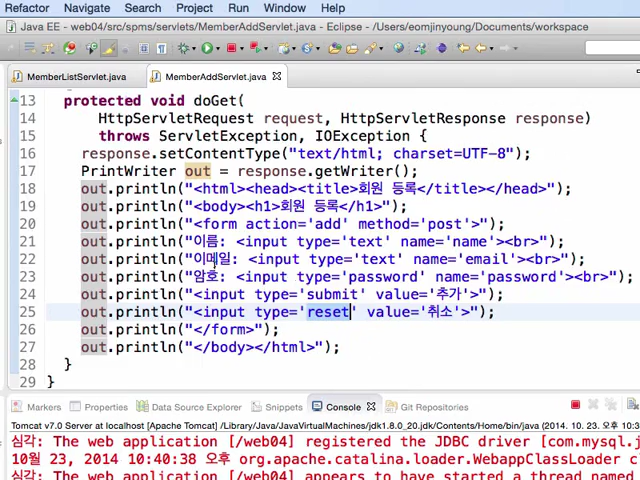 Refactor Navigate Search Project Run Window Help
Java EE - web04/src/spms/servlets/MemberAddServlet.java - Eclipse - /Users/eomjinyoung/Documents/workspace
MemberListServlet.java MemberAddServlet.java
13 protected void doGet(
14 HttpServletRequest request, HttpServletResponse response)
15 throws ServletException, IOException {
16 response.setContentType("text/html; charset=UTF-8");
17 PrintWriter out = response.getWriter();
18 out.println("<html><head><title>회원 등록</title></head>");
19 out.println("<body><h1>회원 등록</h1>");
20 out.println("<form action='add' method='post'>");
21 out.println("이름: <input type='text' name='name'><br>");
22 out.println("이메일: <input type='text' name='email'><br>");
23 out.println("암호: <input type='password' name='password'><br>");
24 out.println("<input type='submit' value='추가'>");
25 out.println("<input type='reset' value='취소'>");
26 out.println("</form>");
27 out.println("</body></html>");
28 }
29 }
Markers Properties Data Source Explorer Snippets Console Git Repositories
Tomcat v7.0 Server at localhost [Apache Tomcat] /Library/Java/JavaVirtualMachines/jdk1.8.0_20.jdk/Contents/Home/bin/java (2014. 10. 23. 오후
심각: The web application [/web04] registered the JDBC driver [com.mysql.j
10월 23, 2014 10:40:38 오후 org.apache.catalina.loader.WebappClassLoader cl
심각: The web application [/web04] appears to have started a thread named